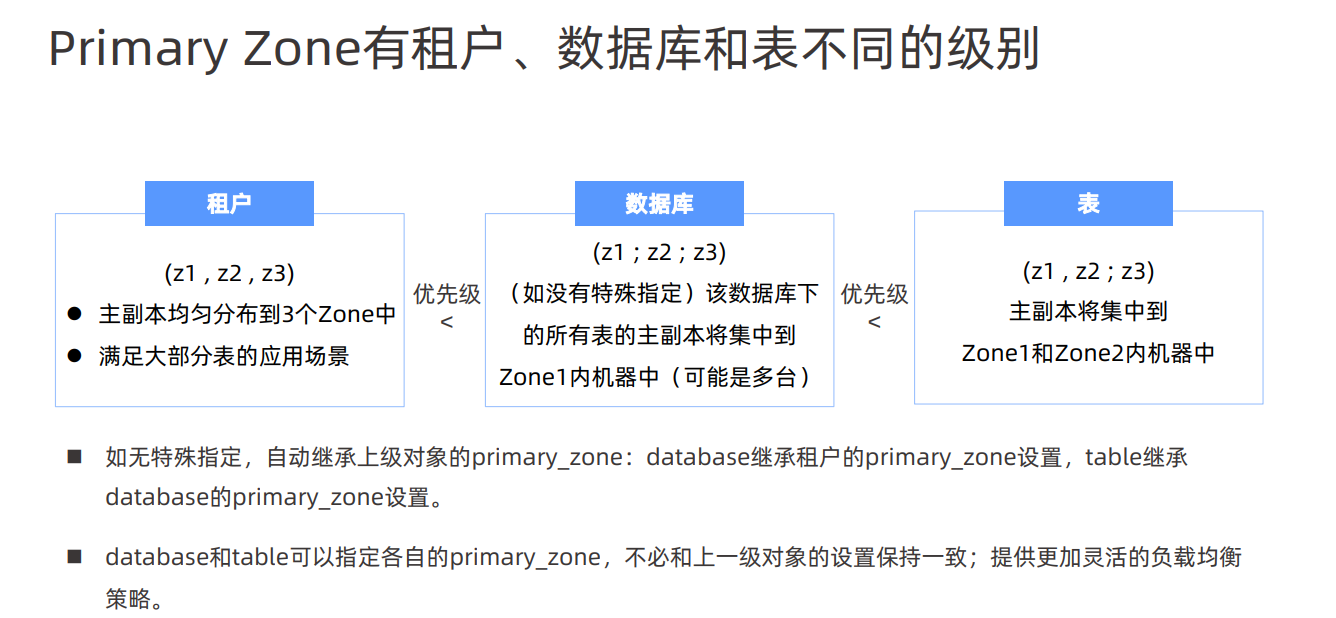 Primary Zone有租户、数据库和表不同的级别
租户
(z1 , z2 , z3)
● 主副本均匀分布到3个Zone中
● 满足大部分表的应用场景
优先级
<
数据库
(z1 ; z2 ; z3)
（如没有特殊指定）该数据库下
的所有表的主副本将集中到
Zone1内机器中（可能是多台）
优先级
<
表
(z1 , z2 ; z3)
主副本将集中到
Zone1和Zone2内机器中
■ 如无特殊指定，自动继承上级对象的primary_zone：database继承租户的primary_zone设置，table继承
database的primary_zone设置。
■ database和table可以指定各自的primary_zone，不必和上一级对象的设置保持一致；提供更加灵活的负载均衡
策略。